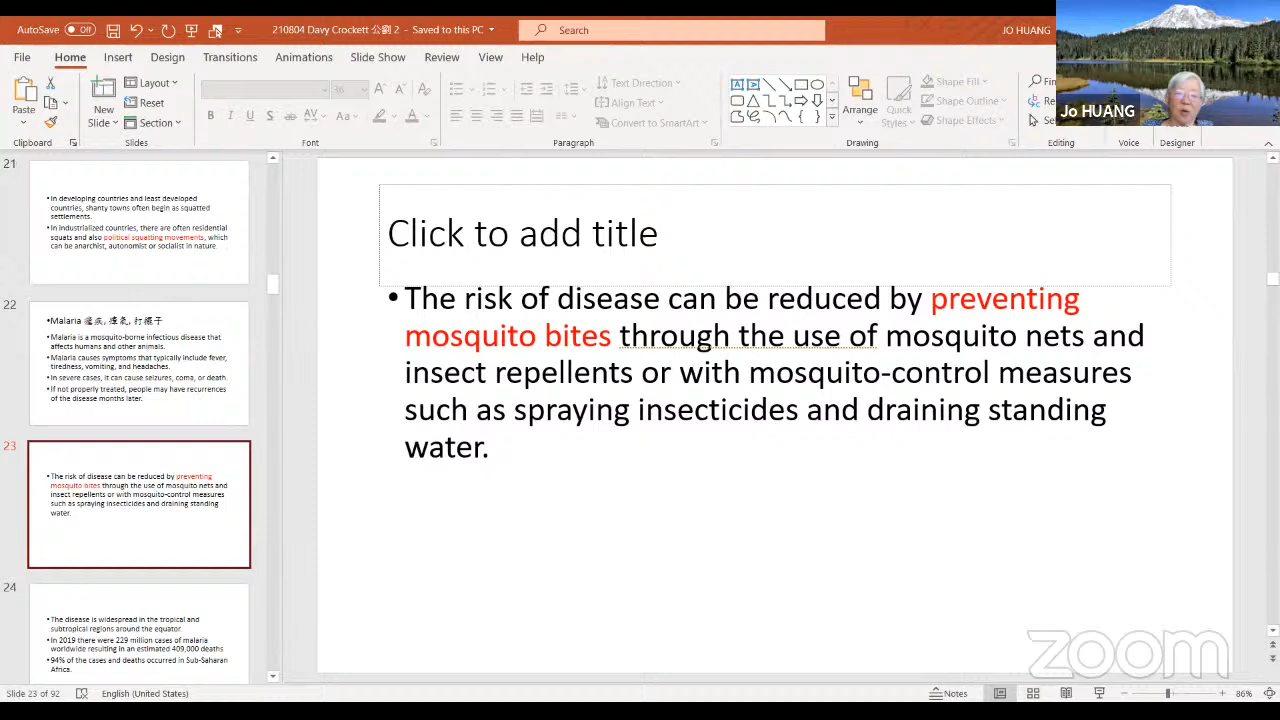 AutoSave Off
210804 Davy Crockett 公劉 2 - Saved to this PC
Search
JO HUANG
File Home Insert Design Transitions Animations Slide Show Review View Help
Paste
New Slide
Layout
Reset
Section
Text Direction
Align Text
Convert to SmartArt
Arrange
Quick Styles
Shape Fill
Shape Outline
Shape Effects
Clipboard Slides Font Paragraph Drawing Editing Voice Designer
Jo HUANG
21
•In developing countries and least developed
countries, shanty towns often begin as squatted
settlements.
•In industrialized countries, there are often residential
squats and also political squatting movements, which
can be anarchist, autonomist or socialist in nature.
22
•Malaria is a mosquito-borne infectious disease that
affects humans and other animals.
•Malaria causes symptoms that typically include fever,
tiredness, vomiting, and headaches.
•In severe cases, it can cause seizures, coma, or death.
•If not properly treated, people may have recurrences
of the disease months later.
23
•The risk of disease can be reduced by preventing
mosquito bites through the use of mosquito nets and
insect repellents or with mosquito-control measures
such as spraying insecticides and draining standing
water.
24
•The disease is widespread in the tropical and
subtropical regions around the equator.
•In 2019 there were 229 million cases of malaria
worldwide resulting in an estimated 409,000 deaths
•94% of the cases and deaths occurred in Sub-Saharan
Africa.
Click to add title
•The risk of disease can be reduced by preventing
mosquito bites through the use of mosquito nets and
insect repellents or with mosquito-control measures
such as spraying insecticides and draining standing
water.
zoom
Slide 23 of 92 English (United States) Notes 86%